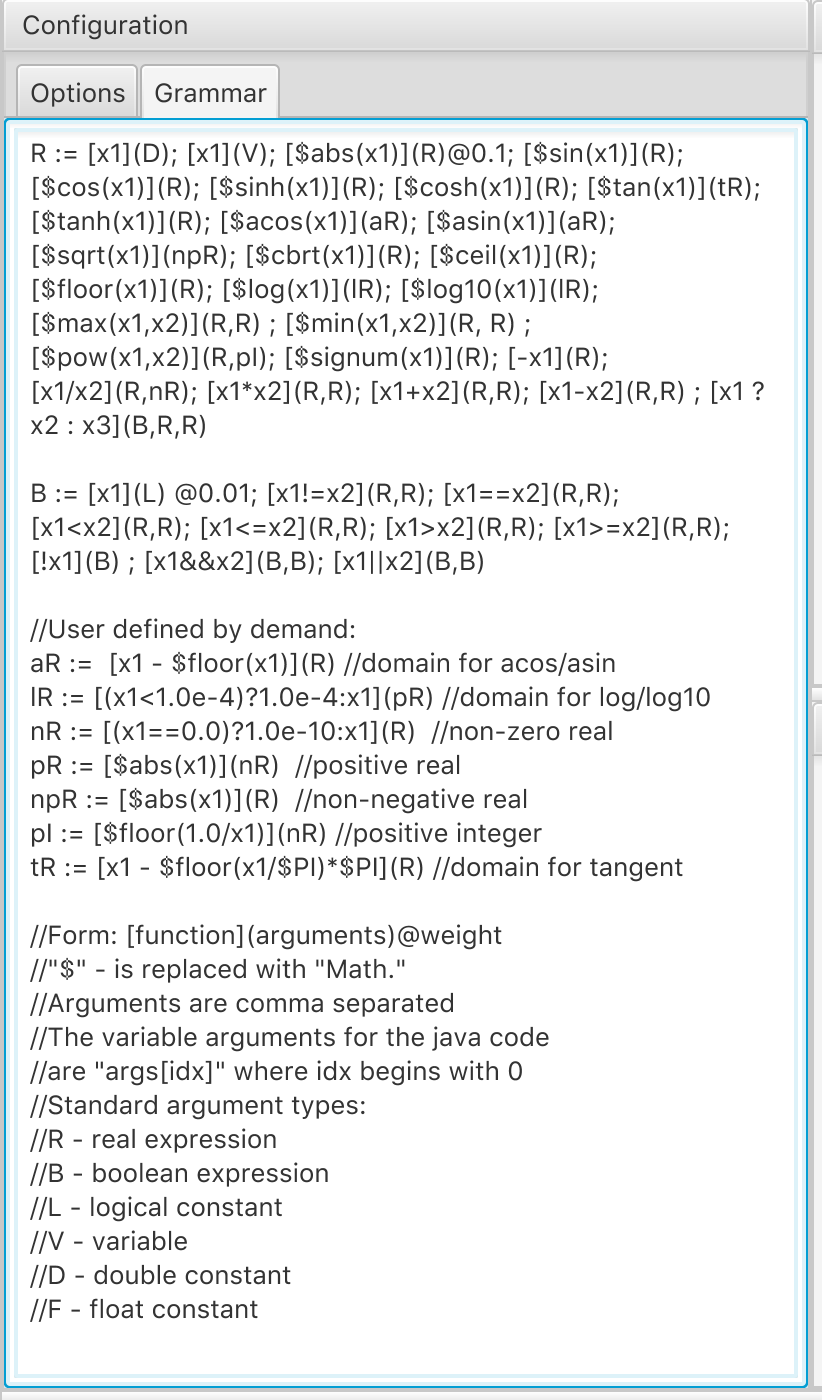 Configuration
Options
Grammar
R := [x1](D); [x1](V); [$abs(x1)](R)@0.1; [$sin(x1)](R);
[$cos(x1)](R); [$sinh(x1)](R); [$cosh(x1)](R); [$tan(x1)](tR);
[$tanh(x1)](R); [$acos(x1)](aR); [$asin(x1)](aR);
[$sqrt(x1)](npR); [$cbrt(x1)](R); [$ceil(x1)](R);
[$floor(x1)](R); [$log(x1)](lR); [$log10(x1)](lR);
[$max(x1,x2)](R,R) ; [$min(x1,x2)](R, R) ;
[$pow(x1,x2)](R,pI); [$signum(x1)](R); [-x1](R);
[x1/x2](R,nR); [x1*x2](R,R); [x1+x2](R,R); [x1-x2](R,R) ; [x1 ?
x2 : x3](B,R,R)
B := [x1](L) @0.01; [x1!=x2](R,R); [x1==x2](R,R);
[x1<x2](R,R); [x1<=x2](R,R); [x1>x2](R,R); [x1>=x2](R,R);
[!x1](B) ; [x1&&x2](B,B); [x1||x2](B,B)
//User defined by demand:
aR :=  [x1 - $floor(x1)](R) //domain for acos/asin
lR := [(x1<1.0e-4)?1.0e-4:x1](pR) //domain for log/log10
nR := [(x1==0.0)?1.0e-10:x1](R)  //non-zero real
pR := [$abs(x1)](nR)  //positive real
npR := [$abs(x1)](R)  //non-negative real
pI := [$floor(1.0/x1)](nR) //positive integer
tR := [x1 - $floor(x1/$PI)*$PI](R) //domain for tangent
//Form: [function](arguments)@weight
//"$" - is replaced with "Math."
//Arguments are comma separated
//The variable arguments for the java code
//are "args[idx]" where idx begins with 0
//Standard argument types:
//R - real expression
//B - boolean expression
//L - logical constant
//V - variable
//D - double constant
//F - float constant